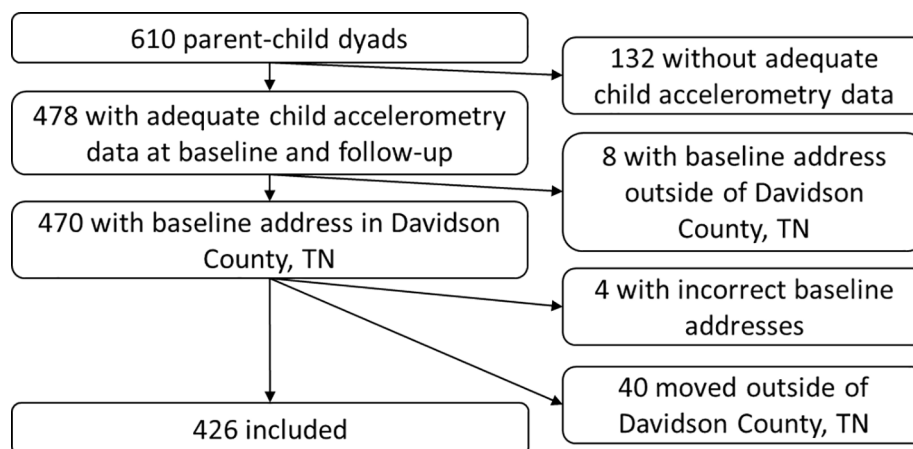 610 parent-child dyads
132 without adequate
child accelerometry data
478 with adequate child accelerometry
data at baseline and follow-up
8 with baseline address
outside of Davidson
County, TN
470 with baseline address in Davidson
County, TN
4 with incorrect baseline
addresses
40 moved outside of
Davidson County, TN
426 included